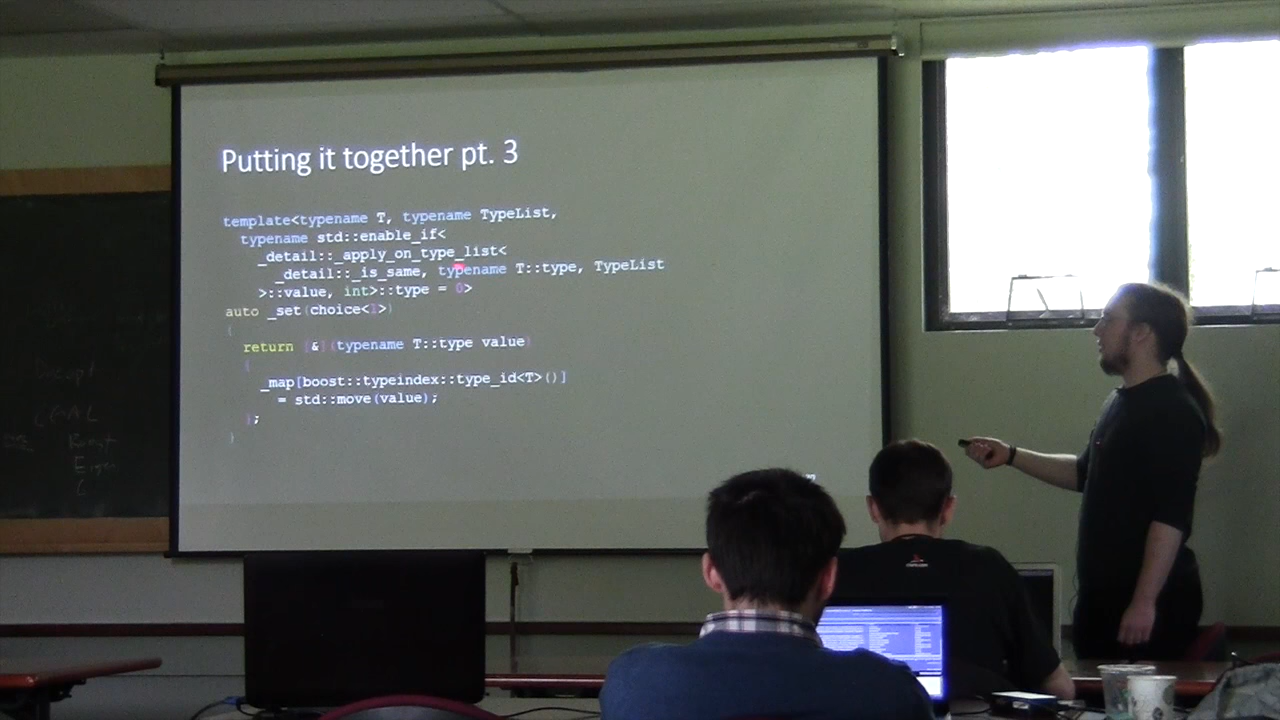 Putting it together pt. 3
template<typename T, typename TypeList,
typename std::enable_if<
_detail::_apply_on_type_list<
_detail::_is_same, typename T::type, TypeList
>::value, int>::type = 0>
auto _set(choice<1>)
{
return [&](typename T::type value)
{
_map[boost::typeindex::type_id<T>()]
= std::move(value);
};
}